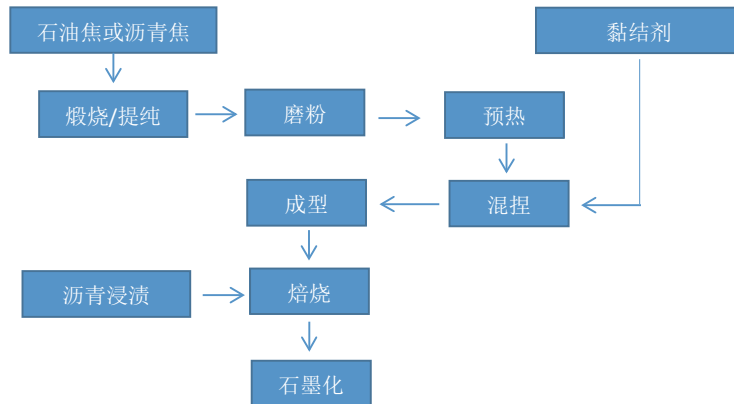 石油焦或沥青焦
黏结剂
煅烧/提纯
磨粉
预热
成型
混捏
沥青浸渍
焙烧
石墨化